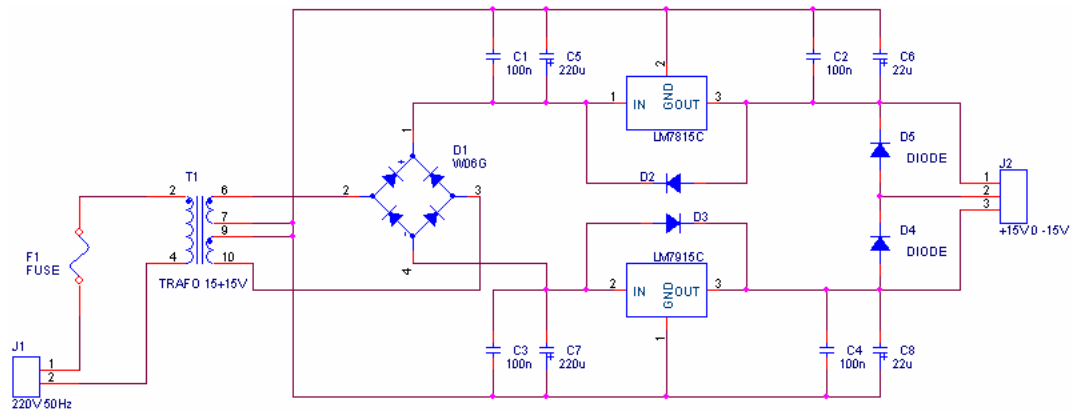 C1
100n
C5
220u
C2
100n
C6
22u
2
1
IN
GND
OUT
3
LM7815C
D1
W06G
1
+
2
3
-
4
D2
D5
DIODE
J2
1
2
3
+15V 0 -15V
T1
2
6
7
9
4
10
TRAFO 15+15V
F1
FUSE
D3
D4
DIODE
LM7915C
2
IN
GND
OUT
3
1
J1
1
2
220V 50Hz
C3
100n
C7
220u
C4
100n
C8
22u
+
+
+
+